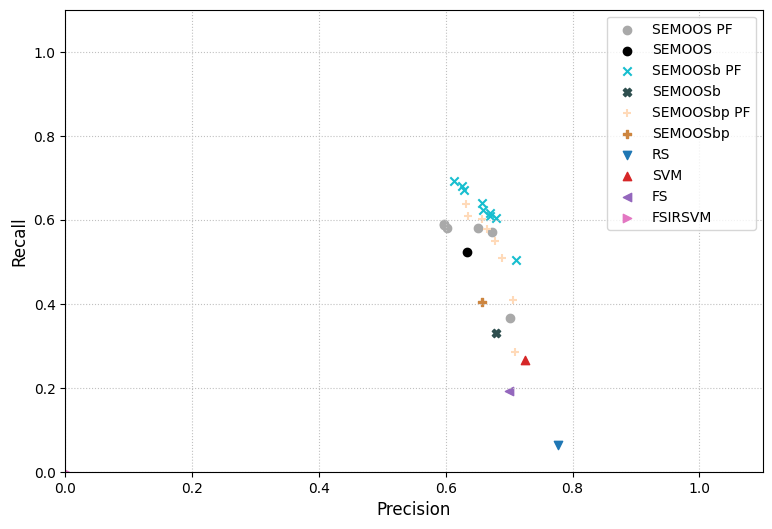 SEMOOS PF
SEMOOS
SEMOOSb PF
SEMOOSb
SEMOOSbp PF
SEMOOSbp
RS
SVM
FS
FSIRSVM
Recall
1.0
0.8
0.6
0.4
0.2
0.0
0.0 0.2 0.4 0.6 0.8 1.0
Precision